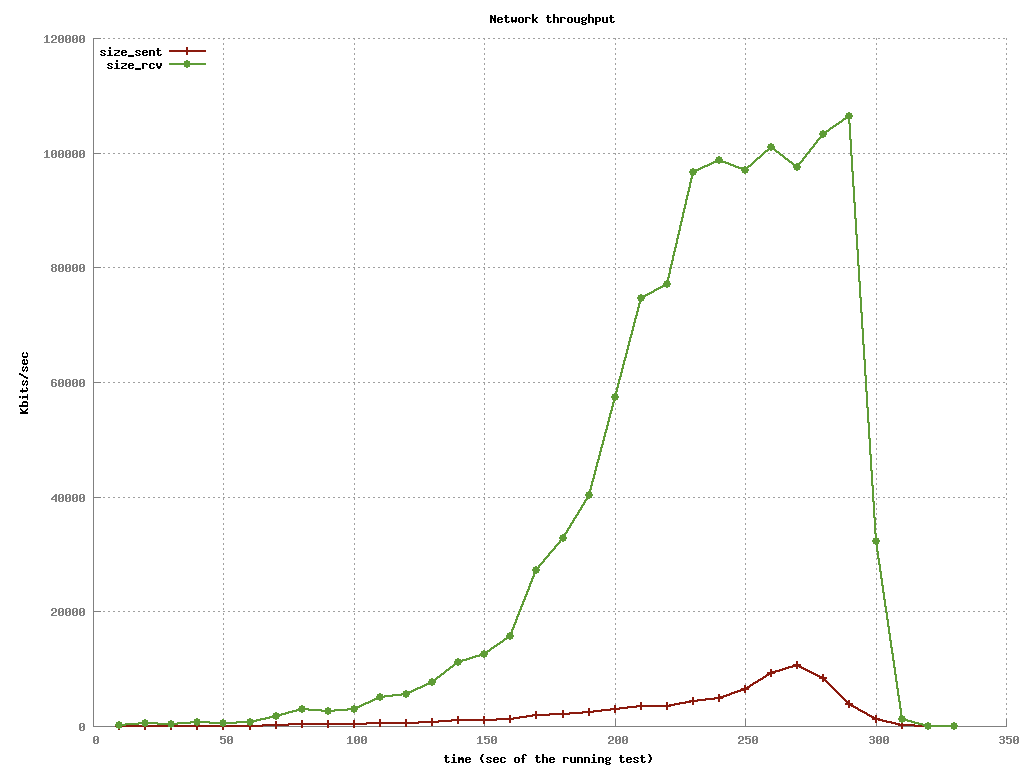 Network throughput
120000
size_sent
size_rcv
100000
80000
60000
Kbits/sec
40000
20000
0
0 50 100 150 200 250 300 350
time (sec of the running test)